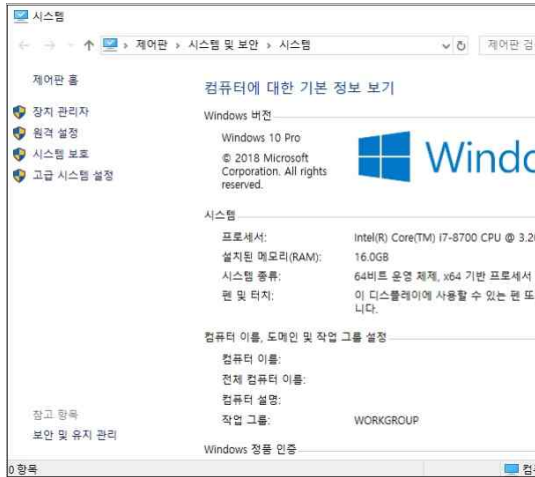 시스템
제어판 › 시스템 및 보안 › 시스템
제어판 검
제어판 홈
장치 관리자
원격 설정
시스템 보호
고급 시스템 설정
컴퓨터에 대한 기본 정보 보기
Windows 버전
Windows 10 Pro
© 2018 Microsoft
Corporation. All rights
reserved.
Windo
시스템
프로세서: Intel(R) Core(TM) i7-8700 CPU @ 3.2
설치된 메모리(RAM): 16.0GB
시스템 종류: 64비트 운영 체제, x64 기반 프로세서
펜 및 터치: 이 디스플레이에 사용할 수 있는 펜 또
니다.
컴퓨터 이름, 도메인 및 작업 그룹 설정
컴퓨터 이름:
전체 컴퓨터 이름:
컴퓨터 설명:
작업 그룹: WORKGROUP
Windows 정품 인증
참고 항목
보안 및 유지 관리
0 항목
컴